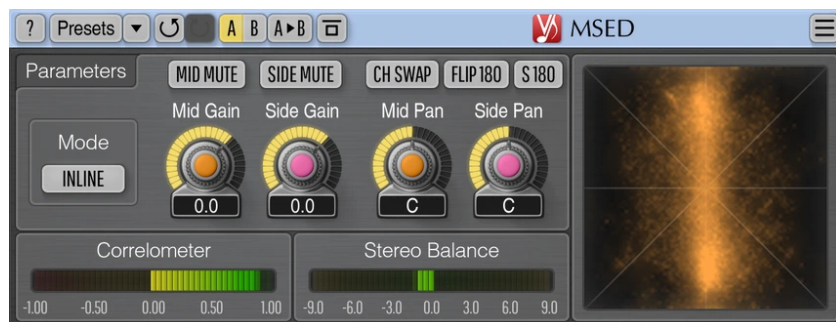 ? Presets A B A▸B MSED
Parameters MID MUTE SIDE MUTE CH SWAP FLIP180 S 180
Mid Gain Side Gain Mid Pan Side Pan
Mode
INLINE
0.0 0.0 C C
Correlometer Stereo Balance
-1.00 -0.50 0.00 0.50 1.00 -9.0 -6.0 -3.0 0.0 3.0 6.0 9.0